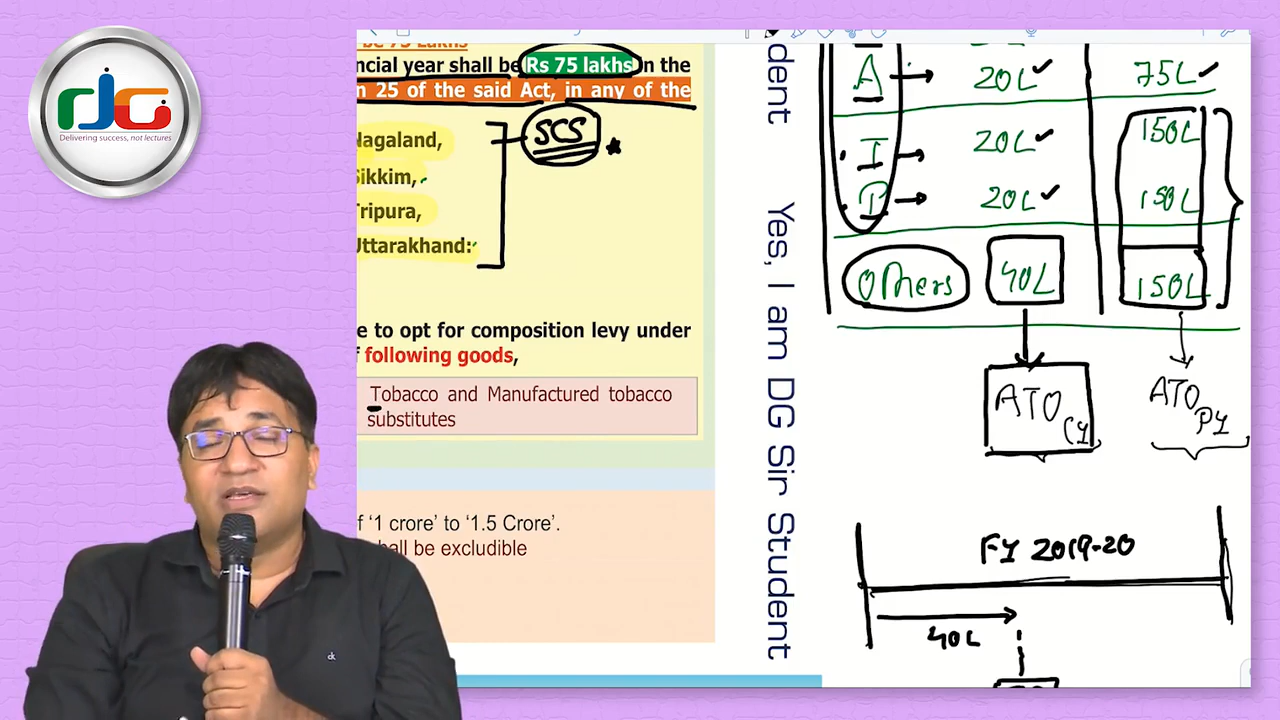 Delivering success, not lectures
be 75 Lakhs
ncial year shall be Rs 75 lakhs in the
n 25 of the said Act, in any of the
Nagaland,
Sikkim,
Tripura,
Uttarakhand:
SCS
e to opt for composition levy under
f following goods,
Tobacco and Manufactured tobacco
substitutes
f '1 crore' to '1.5 Crore'.
hall be excludible
dent Yes, I am DG Sir Student
A → 20L ✓ 75L ✓
I → 20L ✓ 150L
P → 20L ✓ 150L
Others 40L 150L
ATO CY
ATO PY
FY 2019-20
40L